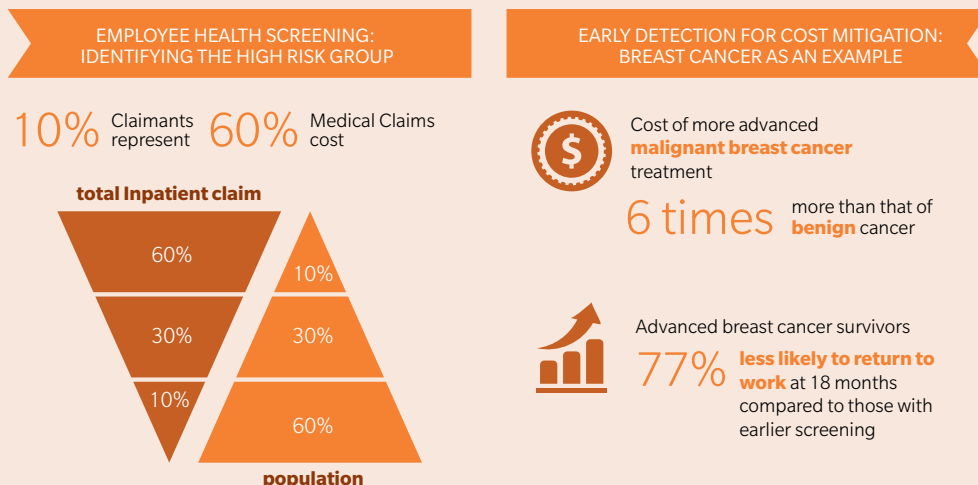 EMPLOYEE HEALTH SCREENING:
IDENTIFYING THE HIGH RISK GROUP
10% Claimants represent 60% Medical Claims cost
total Inpatient claim
60%
30%
10%
10%
30%
60%
population
EARLY DETECTION FOR COST MITIGATION:
BREAST CANCER AS AN EXAMPLE
$
Cost of more advanced
malignant breast cancer
treatment
6 times more than that of
benign cancer
Advanced breast cancer survivors
77% less likely to return to
work at 18 months
compared to those with
earlier screening